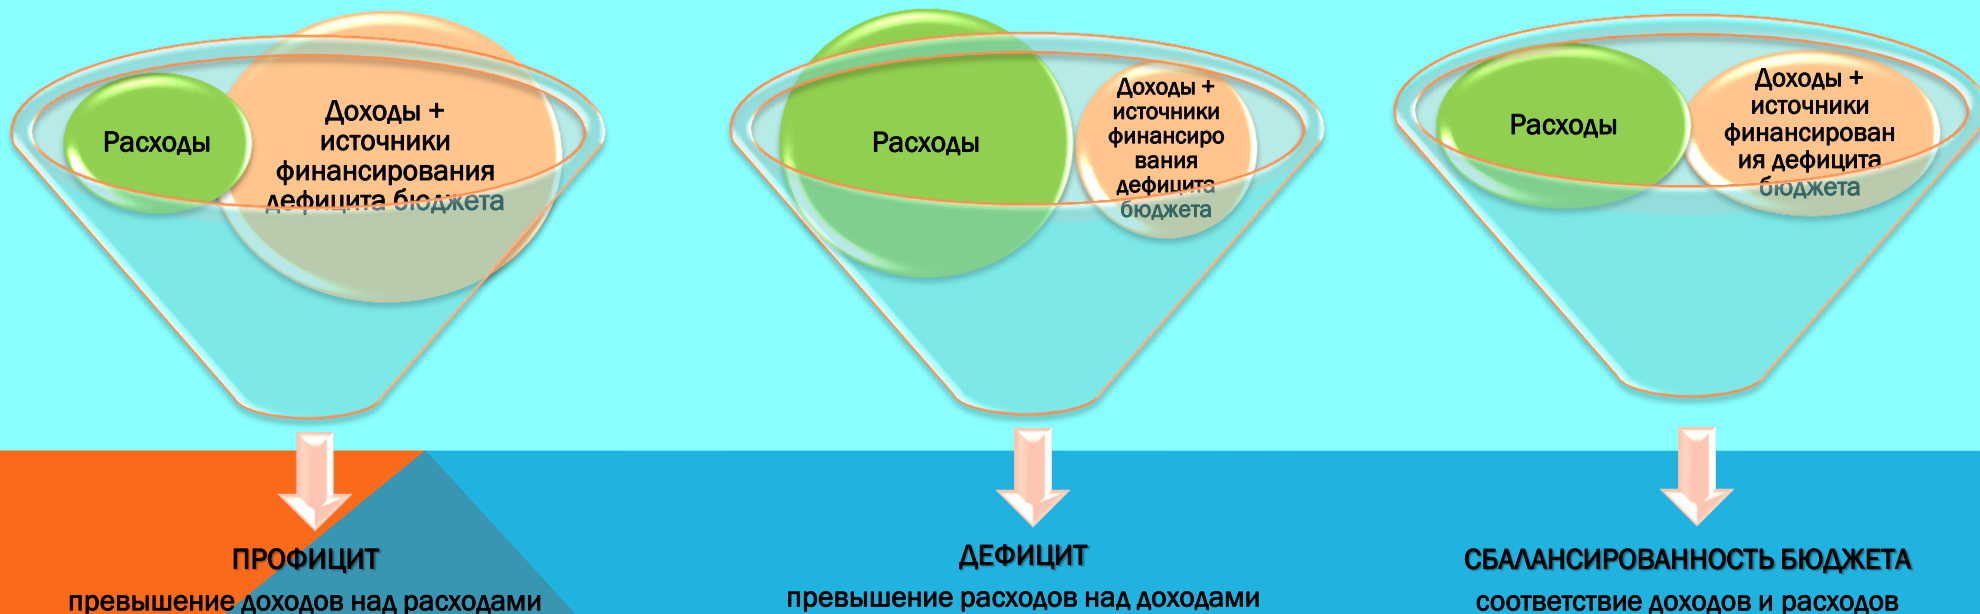 Расходы
Доходы +
источники
финансирования
дефицита бюджета
ПРОФИЦИТ
превышение доходов над расходами
Расходы
Доходы +
источники
финансиро
вания
дефицита
бюджета
ДЕФИЦИТ
превышение расходов над доходами
Расходы
Доходы +
источники
финансирован
ия дефицита
бюджета
СБАЛАНСИРОВАННОСТЬ БЮДЖЕТА
соответствие доходов и расходов